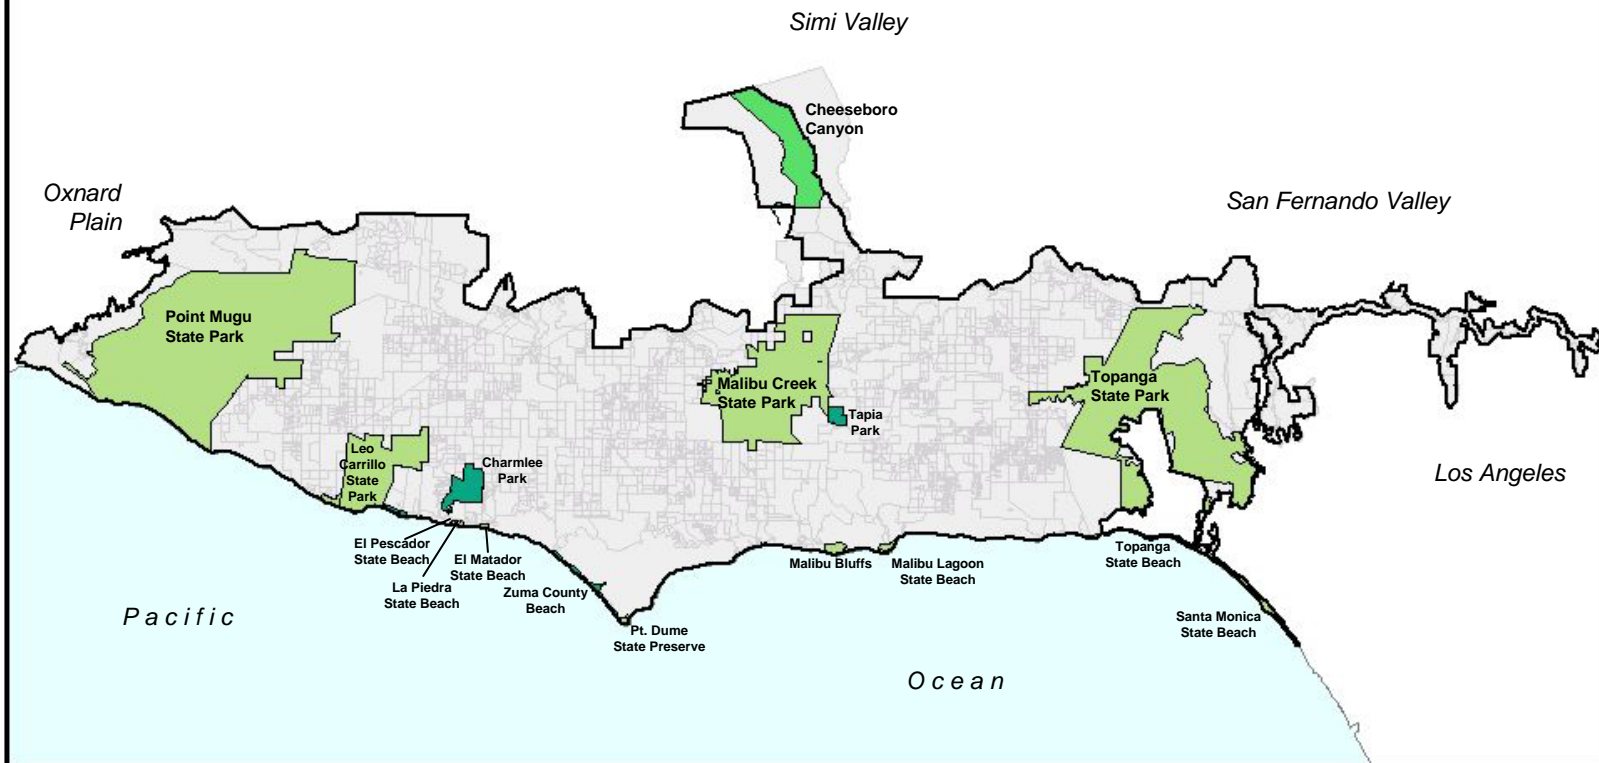 Simi Valley
Cheeseboro
Canyon
Oxnard
Plain
San Fernando Valley
Point Mugu
State Park
Malibu Creek
State Park
Topanga
State Park
Tapia
Park
Leo
Carrillo
State
Park
Charmlee
Park
Los Angeles
El Pescador
State Beach
La Piedra
State Beach
El Matador
State Beach
Zuma County
Beach
Pt. Dume
State Preserve
Malibu Bluffs
Malibu Lagoon
State Beach
Topanga
State Beach
Santa Monica
State Beach
Pacific
Ocean